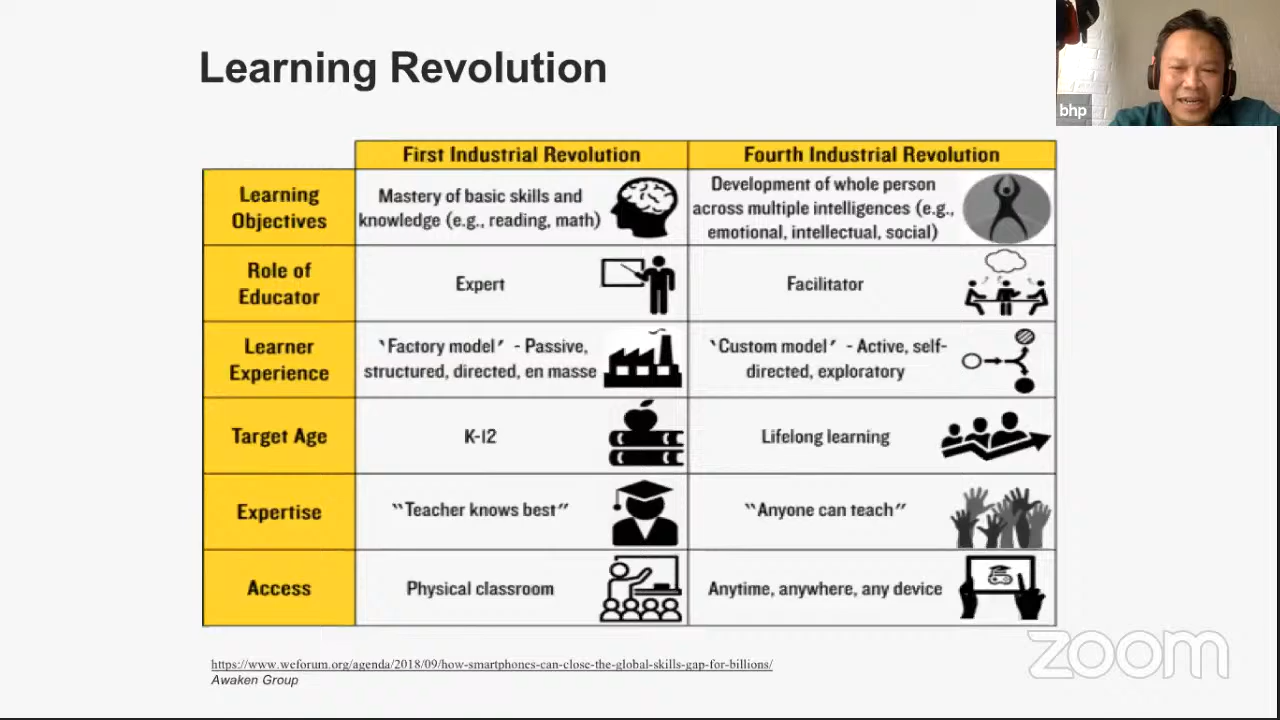 Learning Revolution
bhp
First Industrial Revolution
Fourth Industrial Revolution
Learning
Objectives
Mastery of basic skills and
knowledge (e.g., reading, math)
Development of whole person
across multiple intelligences (e.g.,
emotional, intellectual, social)
Role of
Educator
Expert
Facilitator
Learner
Experience
‵Factory model′ - Passive,
structured, directed, en masse
‵Custom model′ - Active, self-
directed, exploratory
Target Age
K-12
Lifelong learning
Expertise
‶Teacher knows best″
‶Anyone can teach″
Access
Physical classroom
Anytime, anywhere, any device
https://www.weforum.org/agenda/2018/09/how-smartphones-can-close-the-global-skills-gap-for-billions/
Awaken Group
zoom